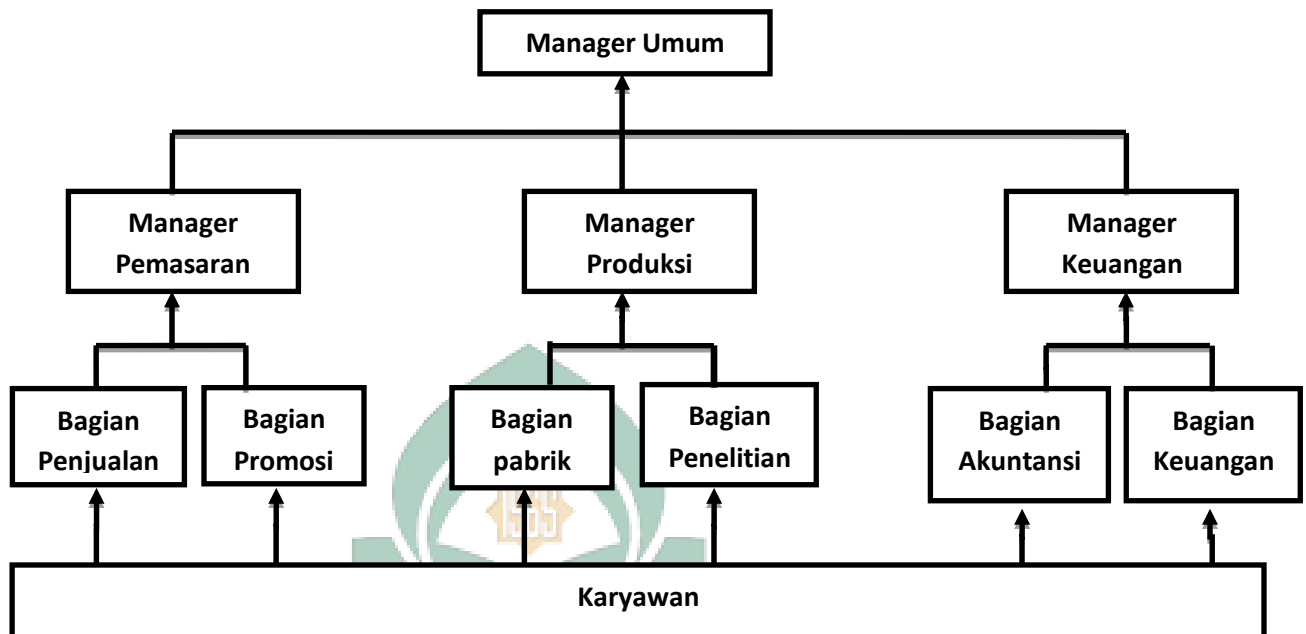 Manager Umum
Manager
Pemasaran
Manager
Produksi
Manager
Keuangan
Bagian
Penjualan
Bagian
Promosi
Bagian
pabrik
Bagian
Penelitian
Bagian
Akuntansi
Bagian
Keuangan
Karyawan